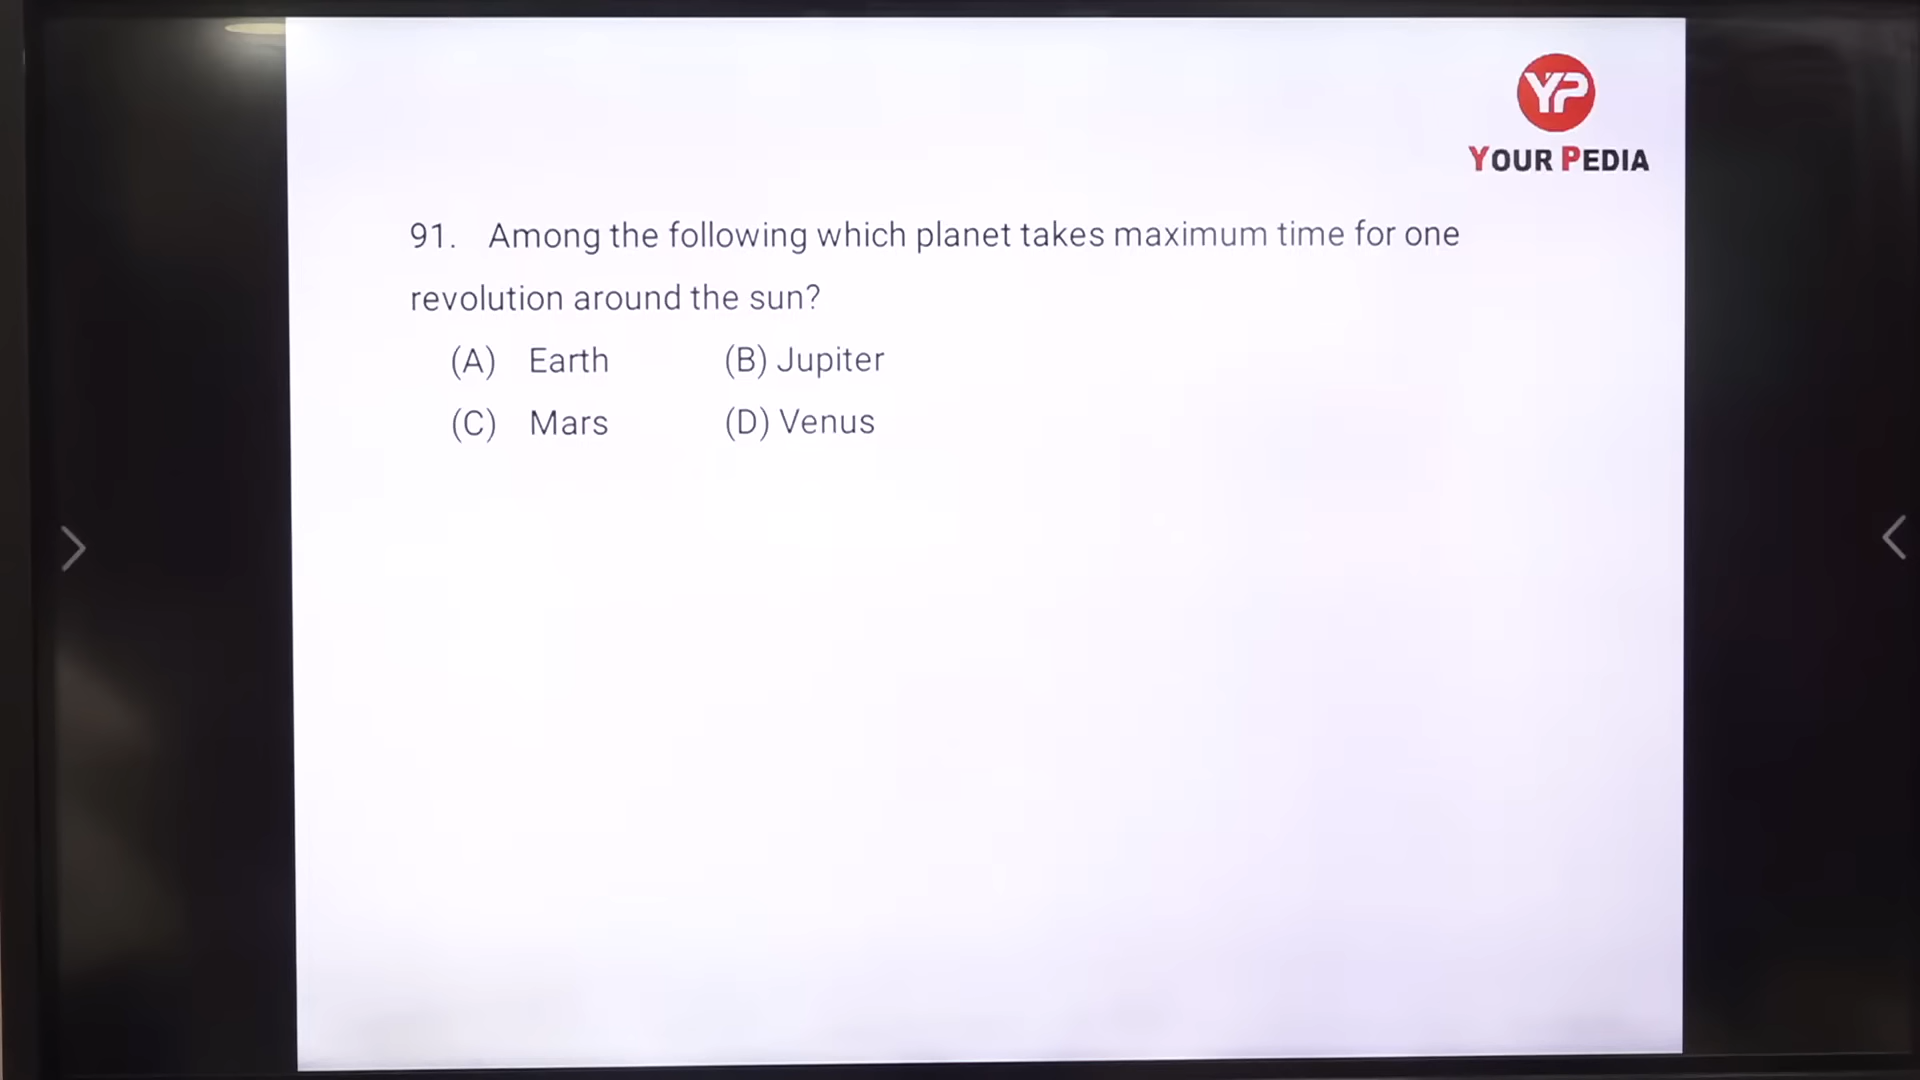 YP
YOUR PEDIA
91. Among the following which planet takes maximum time for one
revolution around the sun?
(A) Earth (B) Jupiter
(C) Mars (D) Venus